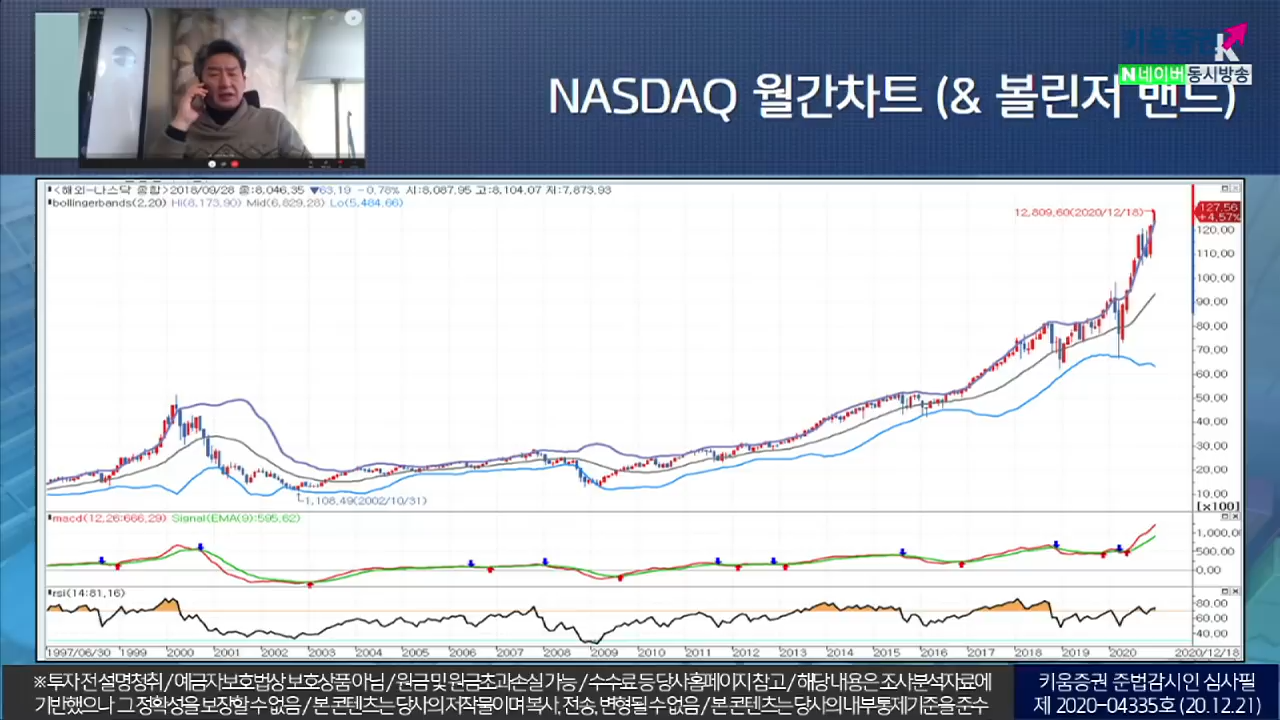 키움증권
N네이버 동시방송
NASDAQ 월간차트 (& 볼린저 밴드)
<해외-나스닥 종합>2018/09/28 종:8,046.35 ▼63.19 -0.78% 시:8,087.95 고:8,104.07 저:7,873.93
bollingerbands(2,20) Hi(8,173.90) Mid(6,829.28) Lo(5,484.66)
12,809.60(2020/12/18)
127.56
+4.57%
120.00
110.00
100.00
90.00
80.00
70.00
60.00
50.00
40.00
30.00
20.00
10.00
[x100]
1,108.49(2002/10/31)
macd(12,26:666.29) Signal(EMA(9):595.62)
1,000.00
500.00
0.00
rsi(14:81.16)
80.00
60.00
40.00
1997/06/30 1999 2000 2001 2002 2003 2004 2005 2006 2007 2008 2009 2010 2011 2012 2013 2014 2015 2016 2017 2018 2019 2020 2020/12/18
※ 투자 전 설명청취 / 예금자보호법상 보호상품 아님 / 원금 및 원금초과손실 가능 / 수수료 등 당사홈페이지 참고 / 해당 내용은 조사분석자료에
기반했으나 그 정확성을 보장할 수 없음 / 본 콘텐츠는 당사의 저작물이며 복사, 전송, 변형될 수 없음 / 본 콘텐츠는 당사의 내부통제기준을 준수
키움증권 준법감시인 심사필
제 2020-04335호 (20.12.21)